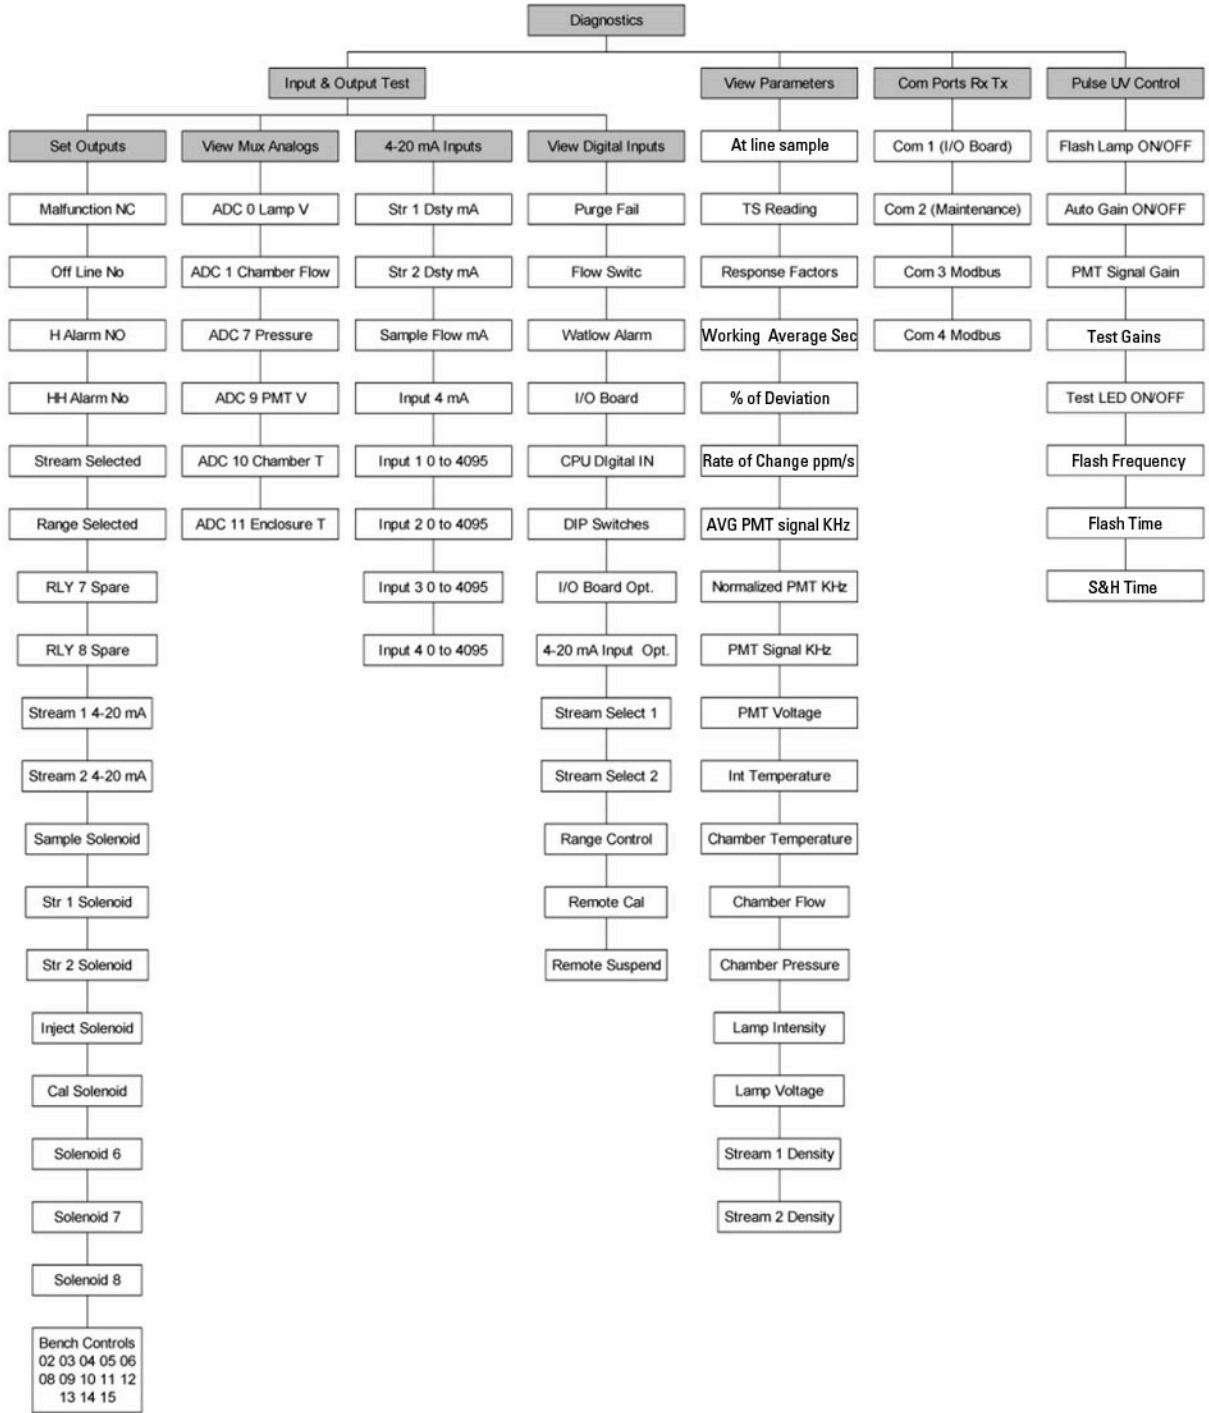 Diagnostics
Input & Output Test
View Parameters
Com Ports Rx Tx
Pulse UV Control
Set Outputs
View Mux Analogs
4-20 mA Inputs
View Digital Inputs
At line sample
Com 1 (I/O Board)
Flash Lamp ON/OFF
Malfunction NC
ADC 0 Lamp V
Str 1 Dsty mA
Purge Fail
TS Reading
Com 2 (Maintenance)
Auto Gain ON/OFF
Off Line No
ADC 1 Chamber Flow
Str 2 Dsty mA
Flow Switc
Response Factors
Com 3 Modbus
PMT Signal Gain
H Alarm NO
ADC 7 Pressure
Sample Flow mA
Watlow Alarm
Working Average Sec
Com 4 Modbus
Test Gains
HH Alarm No
ADC 9 PMT V
Input 4 mA
I/O Board
% of Deviation
Test LED ON/OFF
Stream Selected
ADC 10 Chamber T
Input 1 0 to 4095
CPU DIgital IN
Rate of Change ppm/s
Flash Frequency
Range Selected
ADC 11 Enclosure T
Input 2 0 to 4095
DIP Switches
AVG PMT signal KHz
Flash Time
RLY 7 Spare
Input 3 0 to 4095
I/O Board Opt.
Normalized PMT KHz
S&H Time
RLY 8 Spare
Input 4 0 to 4095
4-20 mA Input Opt.
PMT Signal KHz
Stream 1 4-20 mA
Stream Select 1
PMT Voltage
Stream 2 4-20 mA
Stream Select 2
Int Temperature
Sample Solenoid
Range Control
Chamber Temperature
Str 1 Solenoid
Remote Cal
Chamber Flow
Str 2 Solenoid
Remote Suspend
Chamber Pressure
Inject Solenoid
Lamp Intensity
Cal Solenoid
Lamp Voltage
Solenoid 6
Stream 1 Density
Solenoid 7
Stream 2 Density
Solenoid 8
Bench Controls
02 03 04 05 06
08 09 10 11 12
13 14 15